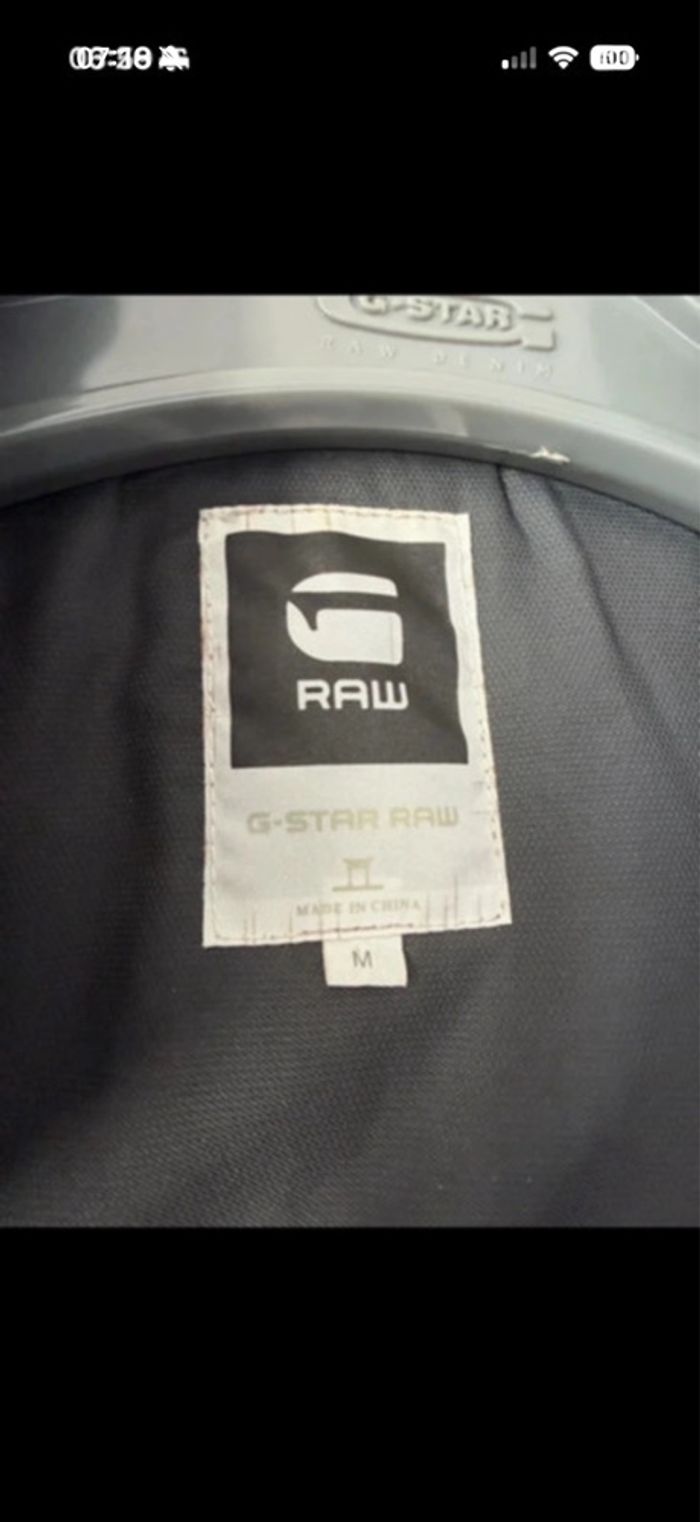 G-STAR
RAW DENIM
RAW
G-STAR RAW
MADE IN CHINA
M